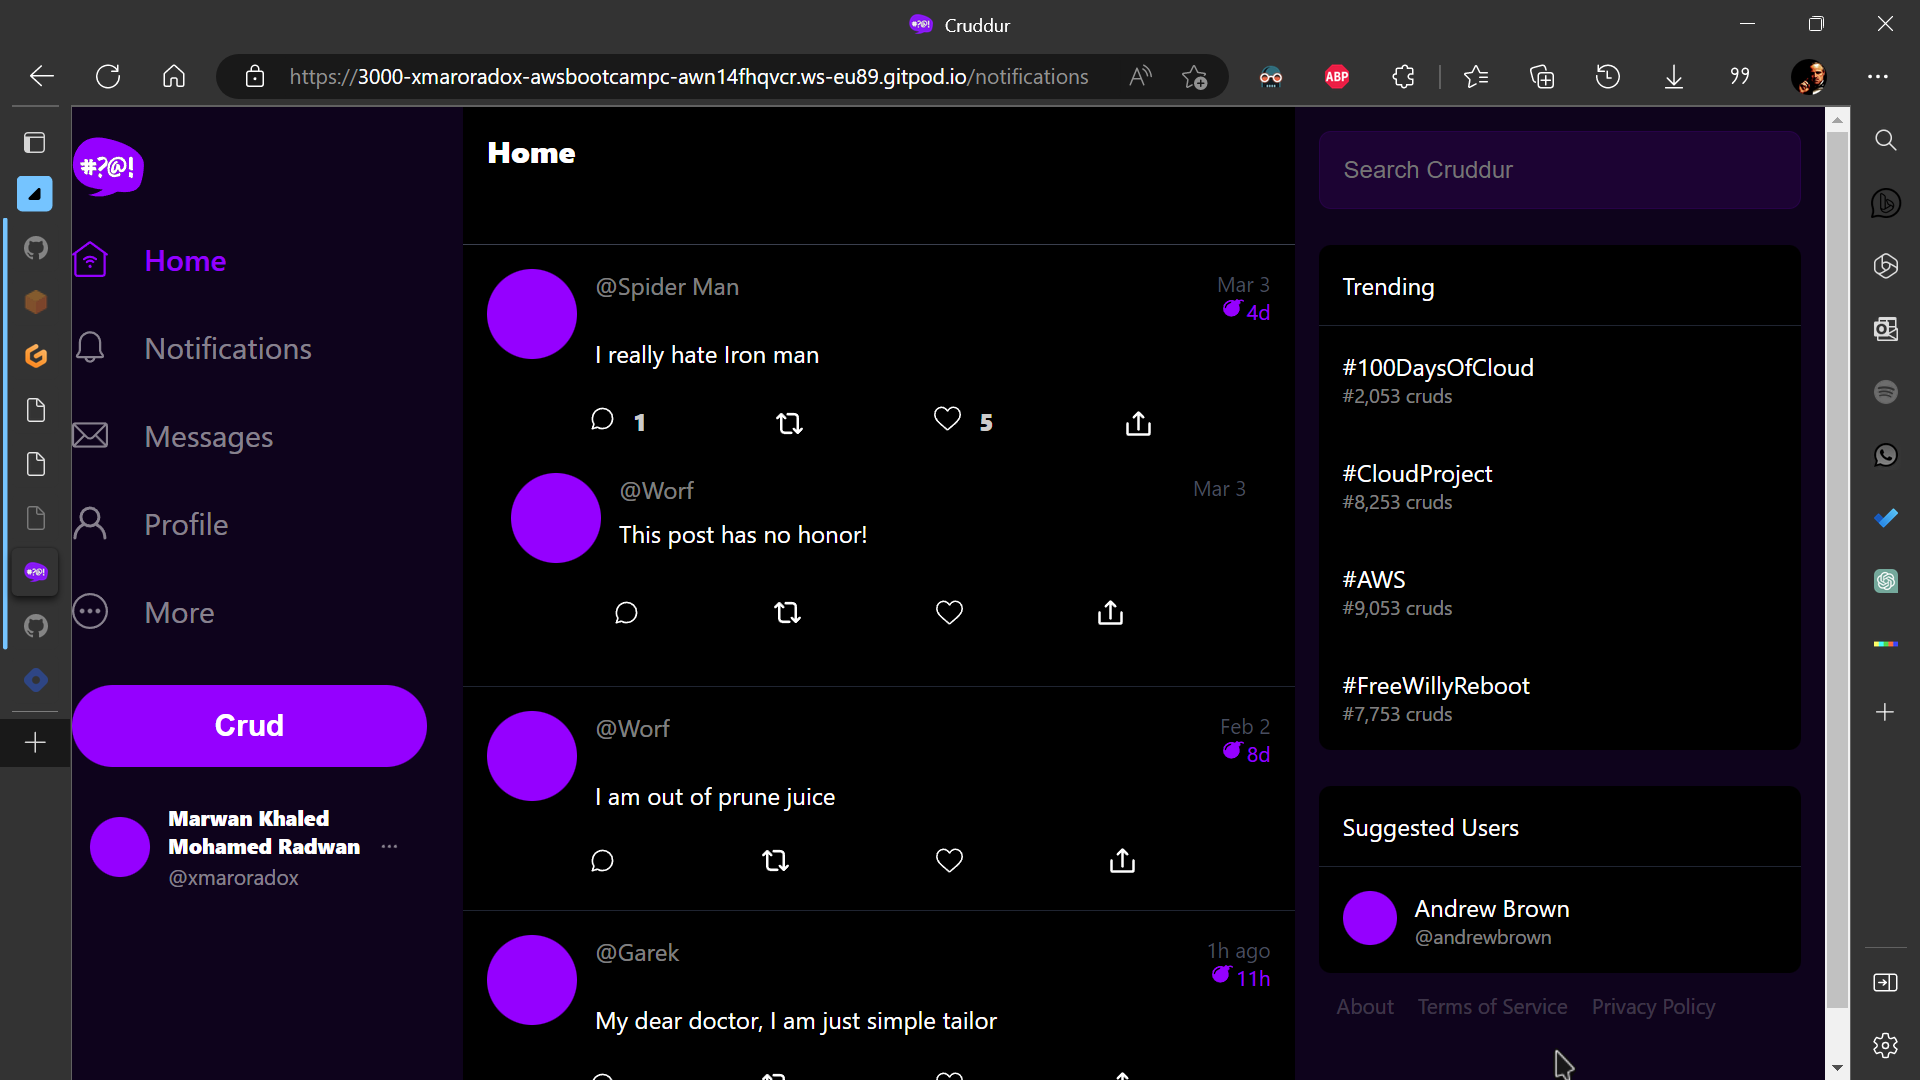 Cruddur
https://3000-xmaroradox-awsbootcampc-awn14fhqvcr.ws-eu89.gitpod.io/notifications
ABP
#?@!
Home
Notifications
Messages
Profile
More
Crud
Marwan Khaled
Mohamed Radwan
@xmaroradox
Home
@Spider Man
Mar 3
4d
I really hate Iron man
1
5
@Worf
Mar 3
This post has no honor!
@Worf
Feb 2
8d
I am out of prune juice
@Garek
1h ago
11h
My dear doctor, I am just simple tailor
Search Cruddur
Trending
#100DaysOfCloud
#2,053 cruds
#CloudProject
#8,253 cruds
#AWS
#9,053 cruds
#FreeWillyReboot
#7,753 cruds
Suggested Users
Andrew Brown
@andrewbrown
About Terms of Service Privacy Policy